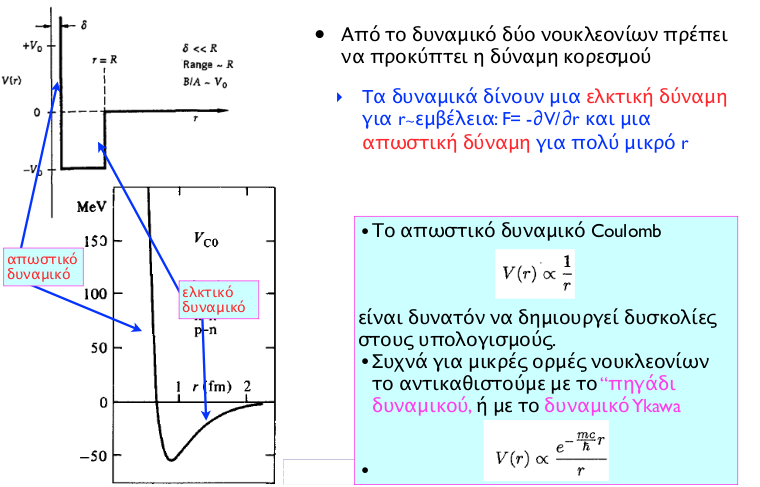 δ
+V₀
r = R
δ << R
Range ~ R
B/A ~ V₀
V(r)
0
r
-V₀
MeV
150
V_C0
απωστικό
δυναμικό
100
ελκτικό
δυναμικό
p-n
50
1 r (fm) 2
0
-50
• Από το δυναμικό δύο νουκλεονίων πρέπει
να προκύπτει η δύναμη κορεσμού
‣ Τα δυναμικά δίνουν μια ελκτική δύναμη
για r~εμβέλεια: F= -∂V/∂r και μια
απωστική δύναμη για πολύ μικρό r
•Το απωστικό δυναμικό Coulomb
V(r) ∝ 1/r
είναι δυνατόν να δημιουργεί δυσκολίες
στους υπολογισμούς.
•Συχνά για μικρές ορμές νουκλεονίων
το αντικαθιστούμε με το “πηγάδι
δυναμικού, ή με το δυναμικό Ykawa
V(r) ∝ e^{-\frac{mc}{ħ}r}/r
•